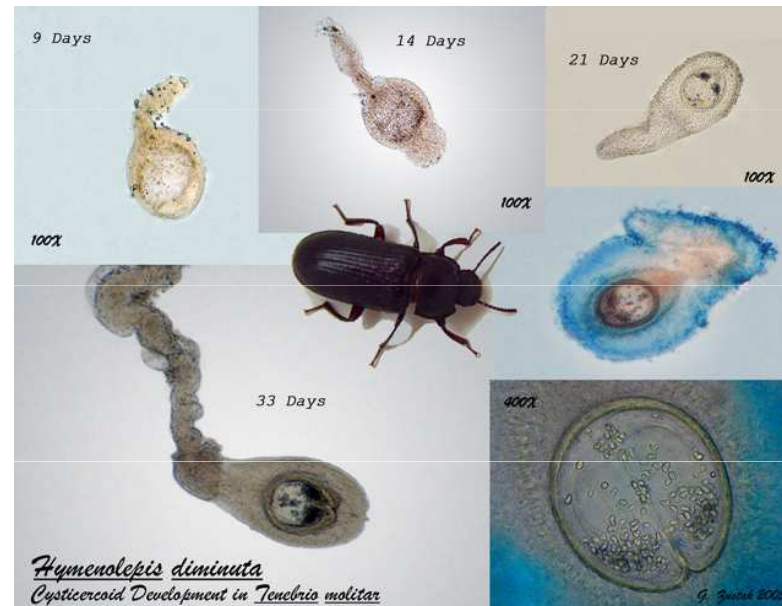 9 Days
14 Days
21 Days
100X
100X
100X
33 Days
400X
Hymenolepis diminuta
Cysticercoid Development in Tenebrio molitar
G. Zustak